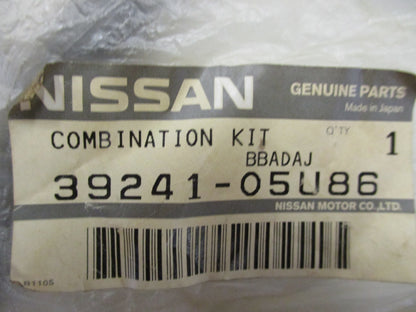 NISSAN GENUINE PARTS
Made in Japan
COMBINATION KIT Q'TY 1
BBADAJ
39241-05U86
NISSAN MOTOR CO.,LTD.